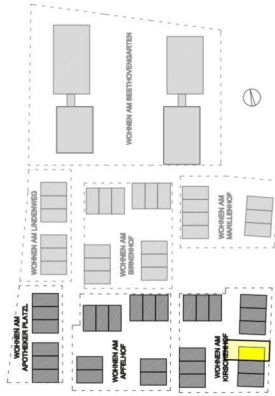 WOHNEN AM BEETHOVENGARTEN
WOHNEN AM LINDENWEG
WOHNEN AM
BIRNENHOF
WOHNEN AM
MARILLENHOF
WOHNEN AM
APOTHEKER PLATZL
WOHNEN AM
APFELHOF
WOHNEN AM
KIRSCHENHOF